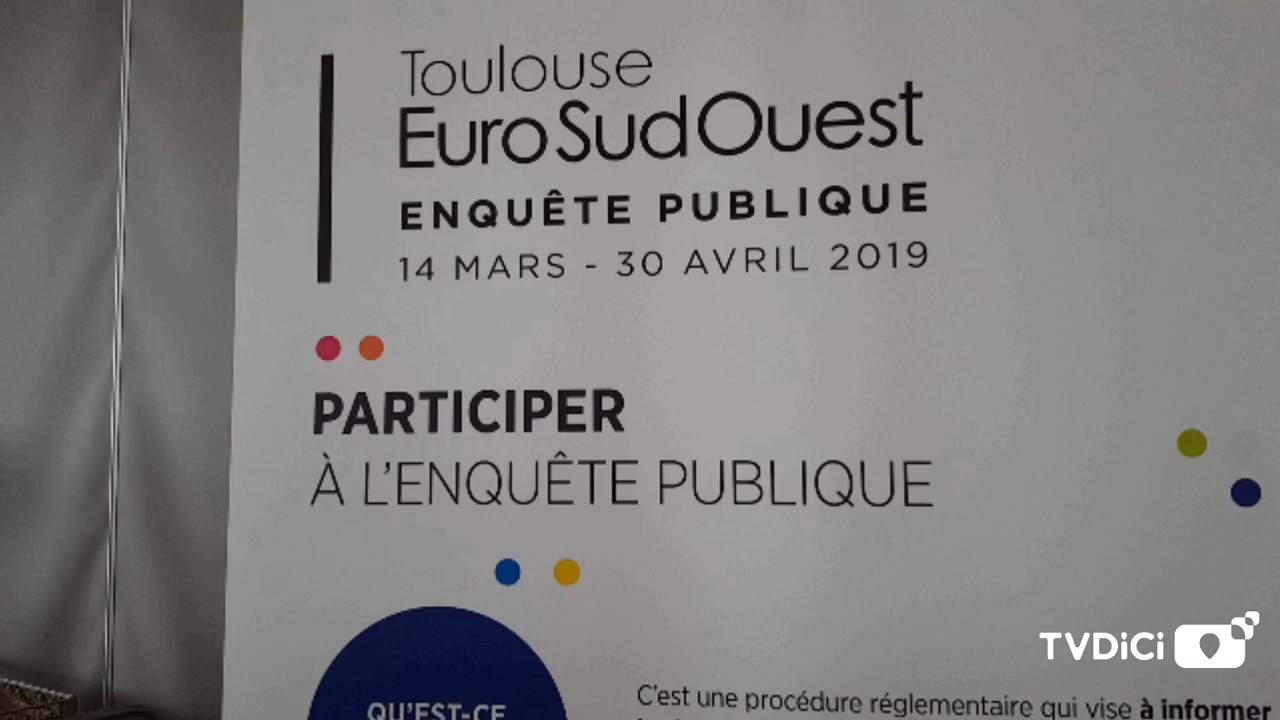 Toulouse
EuroSudOuest
ENQUÊTE PUBLIQUE
14 MARS - 30 AVRIL 2019
PARTICIPER
À L'ENQUÊTE PUBLIQUE
QU'EST-CE
C'est une procédure réglementaire qui vise à informer
TVDiCi